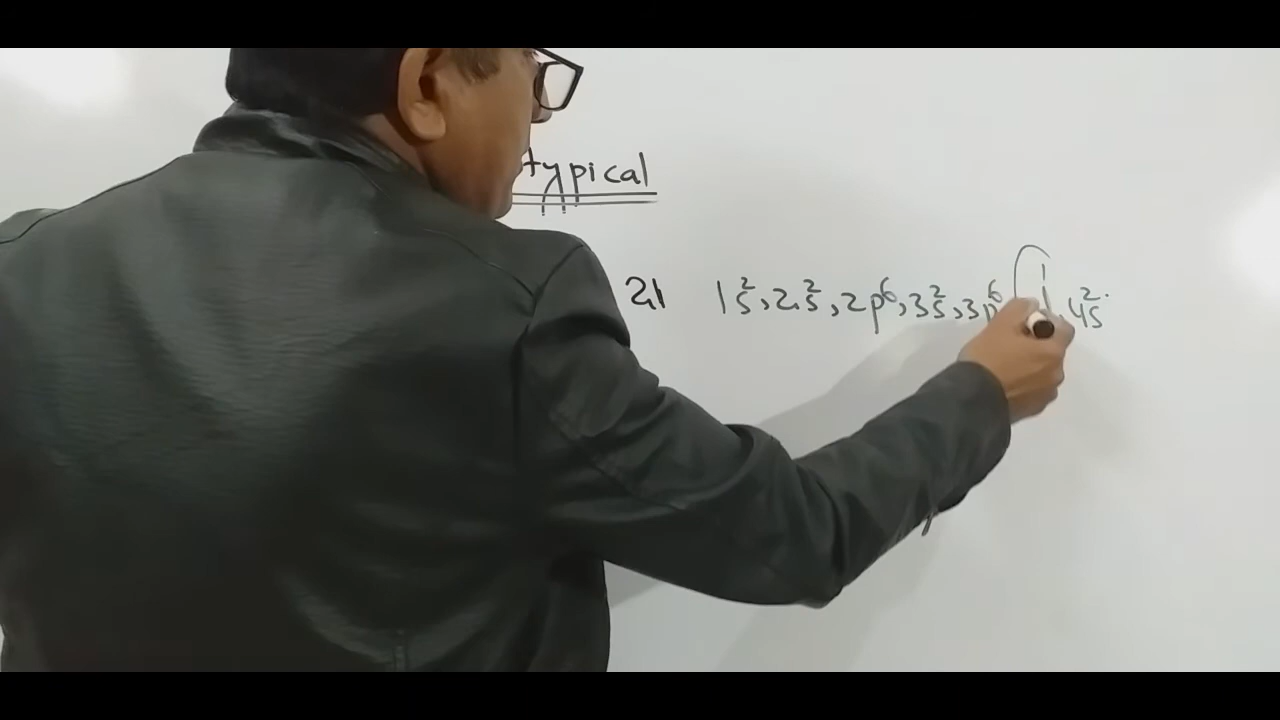 typical
21 1s², 2s², 2p⁶, 3s², 3p⁶ 4s²